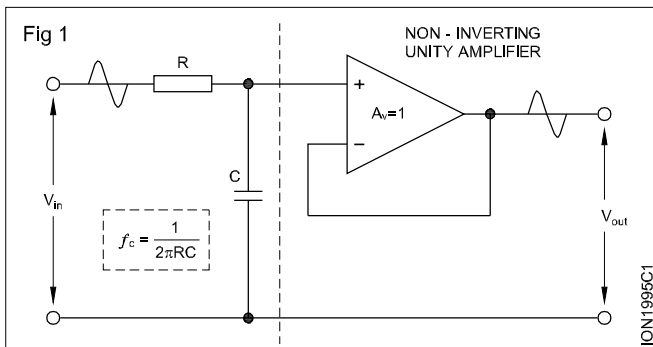 Fig 1
NON - INVERTING
UNITY AMPLIFIER
R
+
Aᵥ=1
−
C
Vin
fc = 1/2πRC
Vout
ION1995C1